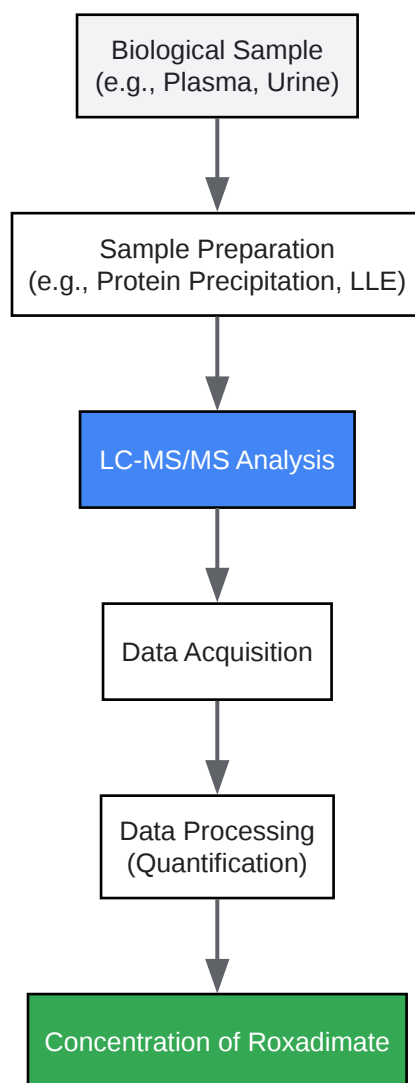 Biological Sample
(e.g., Plasma, Urine)
Sample Preparation
(e.g., Protein Precipitation, LLE)
LC-MS/MS Analysis
Data Acquisition
Data Processing
(Quantification)
Concentration of Roxadimate